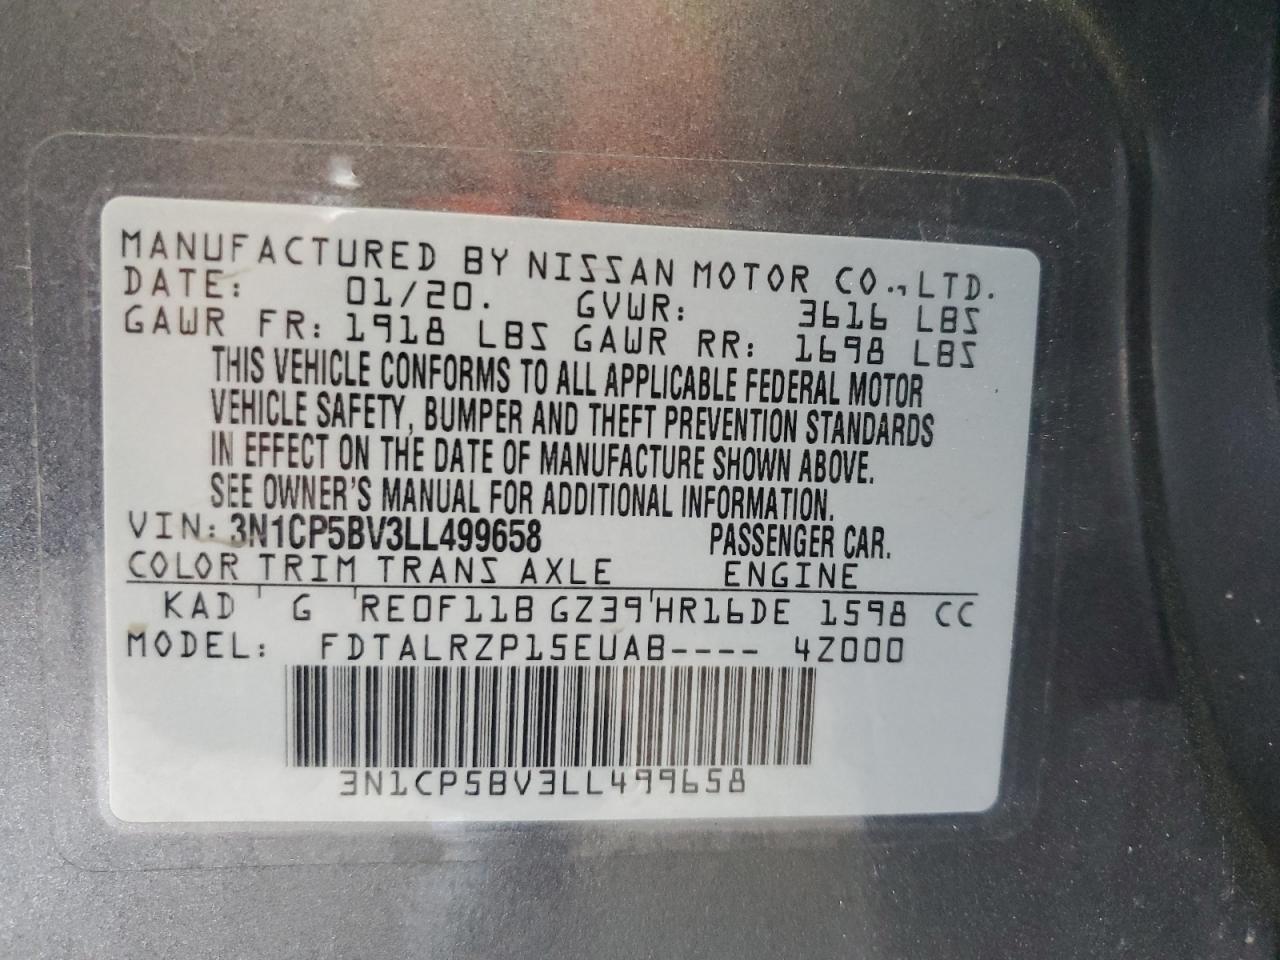 MANUFACTURED BY NISSAN MOTOR CO., LTD.
DATE: 01/20. GVWR: 3616 LBS
GAWR FR: 1918 LBS GAWR RR: 1698 LBS
THIS VEHICLE CONFORMS TO ALL APPLICABLE FEDERAL MOTOR
VEHICLE SAFETY, BUMPER AND THEFT PREVENTION STANDARDS
IN EFFECT ON THE DATE OF MANUFACTURE SHOWN ABOVE.
SEE OWNER'S MANUAL FOR ADDITIONAL INFORMATION.
VIN: 3N1CP5BV3LL499658 PASSENGER CAR.
COLOR TRIM TRANS AXLE ENGINE
KAD G RE0F11B GZ39 HR16DE 1598 CC
MODEL: FDTALRZP15EUAB---- 4Z000
3N1CP5BV3LL499658